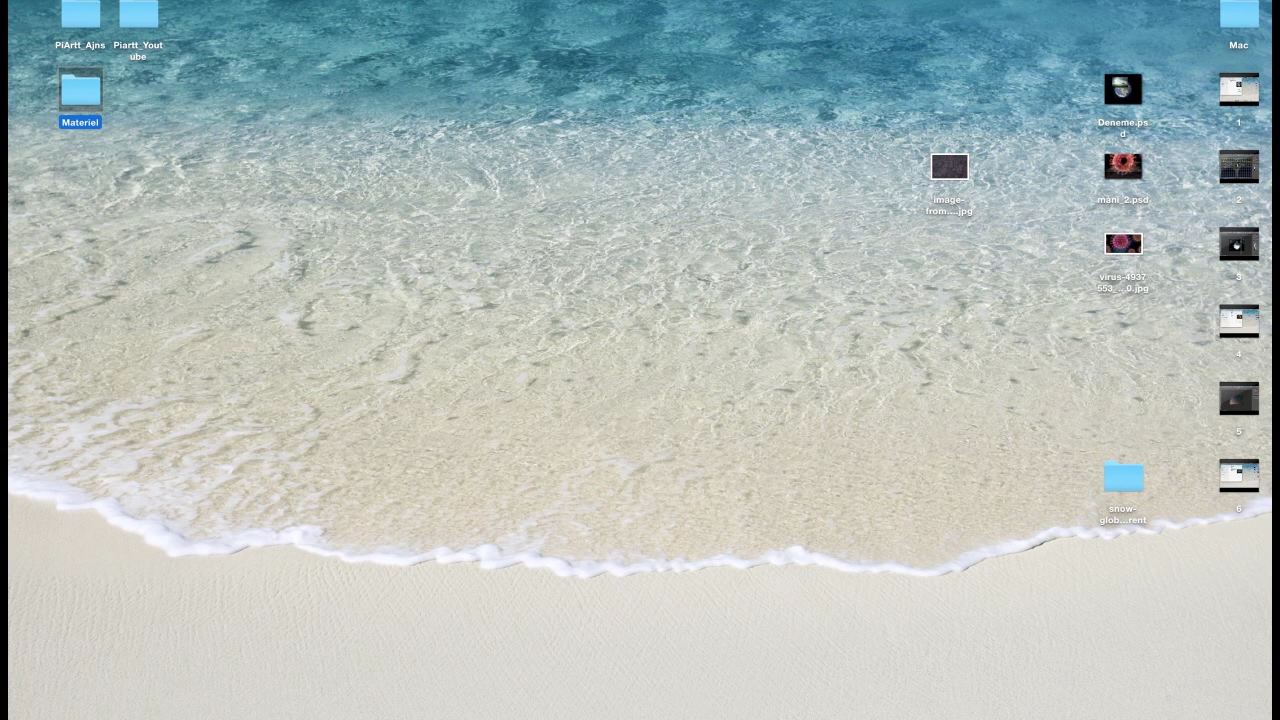 PiArtt_Ajns
Piartt_Yout
ube
Mac
Materiel
Deneme.ps
d
1
image-
from....jpg
mani_2.psd
2
virus-4937
553_...0.jpg
3
4
5
snow-
glob...rent
6